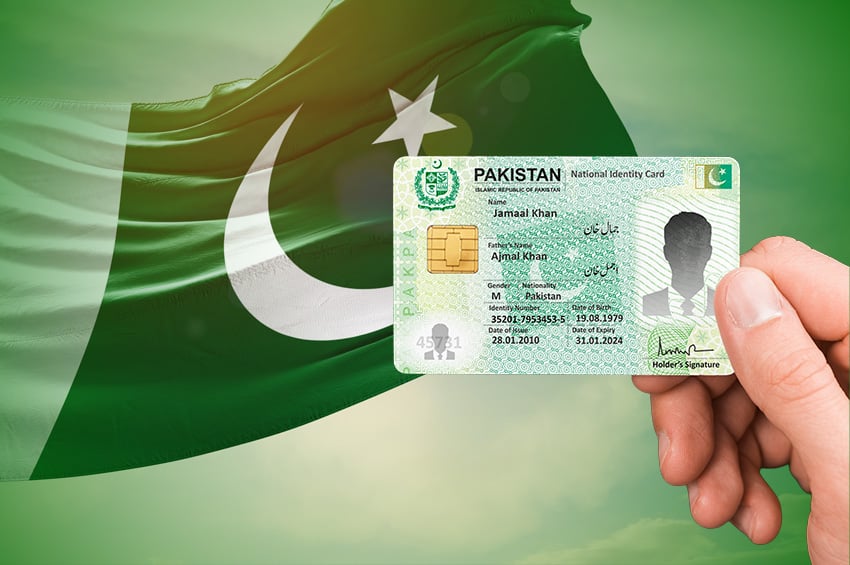 PAKISTAN National Identity Card
ISLAMIC REPUBLIC OF PAKISTAN
Name
Jamaal Khan
جمال خان
Father's Name
Ajmal Khan
اجمل خان
Gender Nationality
M Pakistan
Identity Number Date of Birth
35201-7953453-5 19.08.1979
Date of Issue Date of Expiry
28.01.2010 31.01.2024
45731
Holder's Signature